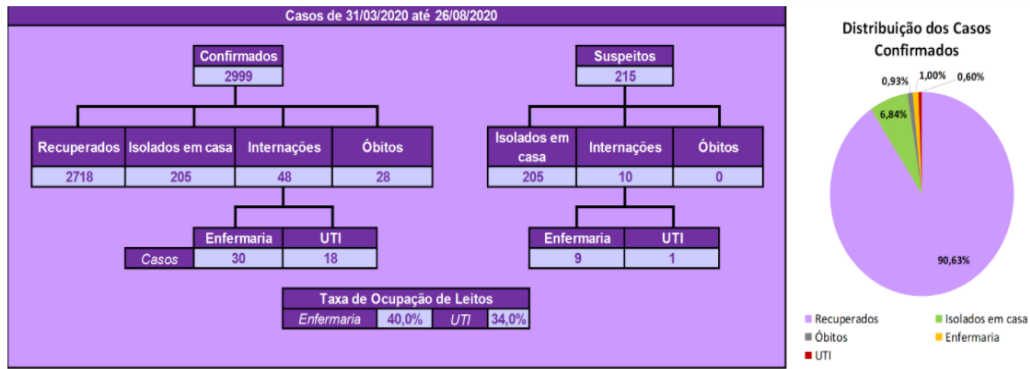 Casos de 31/03/2020 até 26/08/2020
Confirmados
2999
Suspeitos
215
Recuperados Isolados em casa Internações Óbitos
2718 205 48 28
Isolados em
casa
Internações Óbitos
205 10 0
Enfermaria UTI
Casos 30 18
Enfermaria UTI
9 1
Taxa de Ocupação de Leitos
Enfermaria 40,0% UTI 34,0%
Distribuição dos Casos
Confirmados
0,93% 1,00% 0,60%
6,84%
90,63%
Recuperados Isolados em casa
Óbitos Enfermaria
UTI